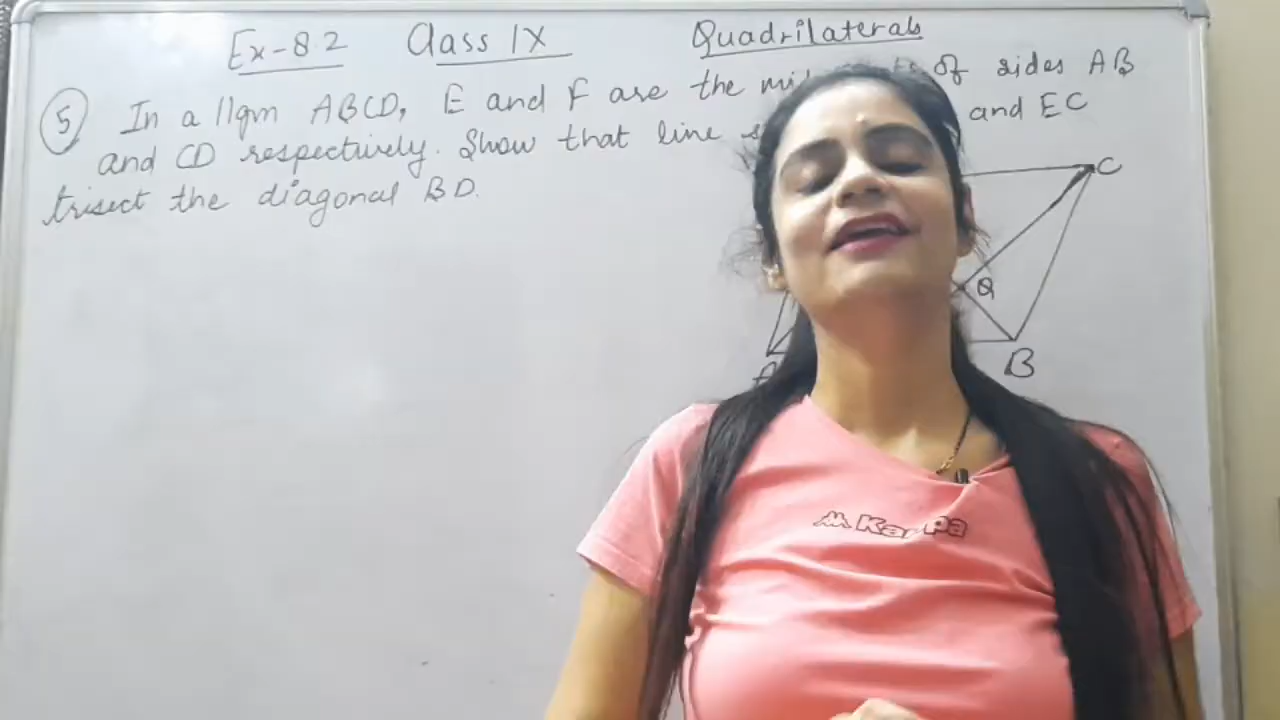 Ex-8.2 Class IX Quadrilaterals
5 In a llgm ABCD, E and F are the of sides AB
and CD respectively. Show that line and EC
trisect the diagonal BD.
C
Q
A B
Kappa